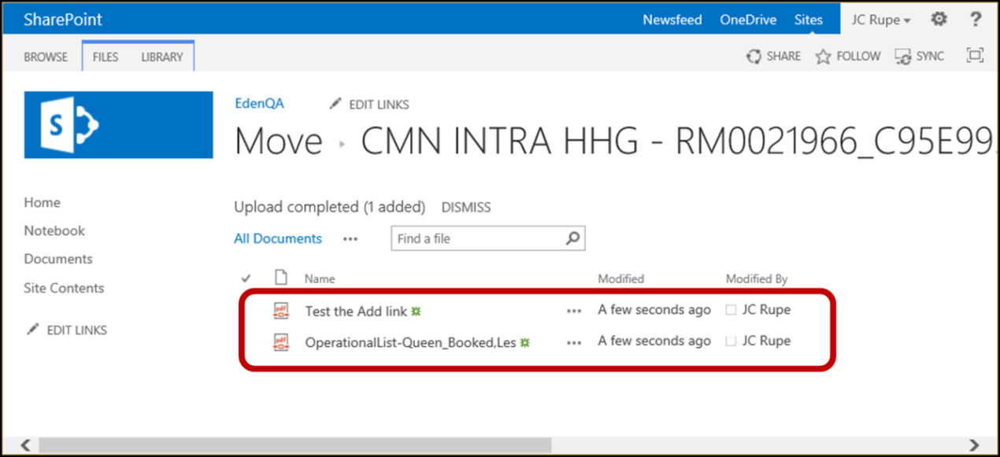 SharePoint Newsfeed OneDrive Sites JC Rupe ?
BROWSE FILES LIBRARY SHARE FOLLOW SYNC
S
EdenQA EDIT LINKS
Move CMN INTRA HHG - RM0021966_C95E99
Home
Notebook
Documents
Site Contents
EDIT LINKS
Upload completed (1 added) DISMISS
All Documents ••• Find a file
Name Modified Modified By
pdf Test the Add link ••• A few seconds ago JC Rupe
pdf OperationalList-Queen_Booked,Les ••• A few seconds ago JC Rupe